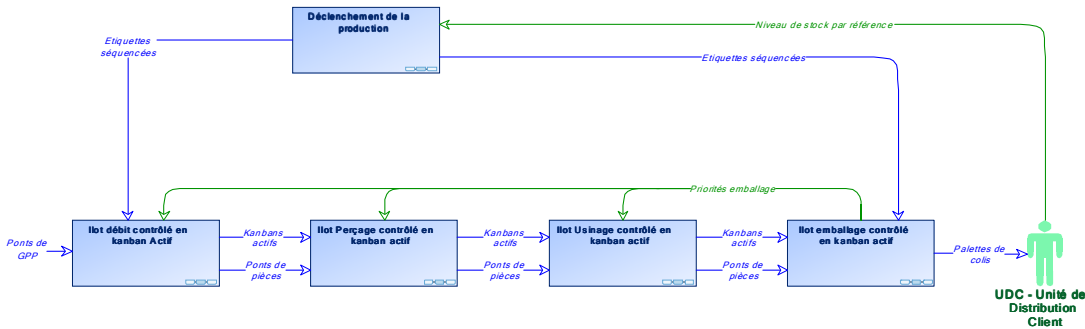 Déclenchement de la
production
Niveau de stock par référence
Etiquettes
séquencées
Etiquettes séquencées
Priorités emballage
Ponts de
GPP
Ilot débit contrôlé en
kanban Actif
Kanbans
actifs
Ponts de
pièces
Ilot Perçage contrôlé en
kanban actif
Kanbans
actifs
Ponts de
pièces
Ilot Usinage contrôlé en
kanban actif
Kanbans
actifs
Ponts de
pièces
Ilot emballage contrôlé
en kanban actif
Palettes de
colis
UDC - Unité de
Distribution
Client